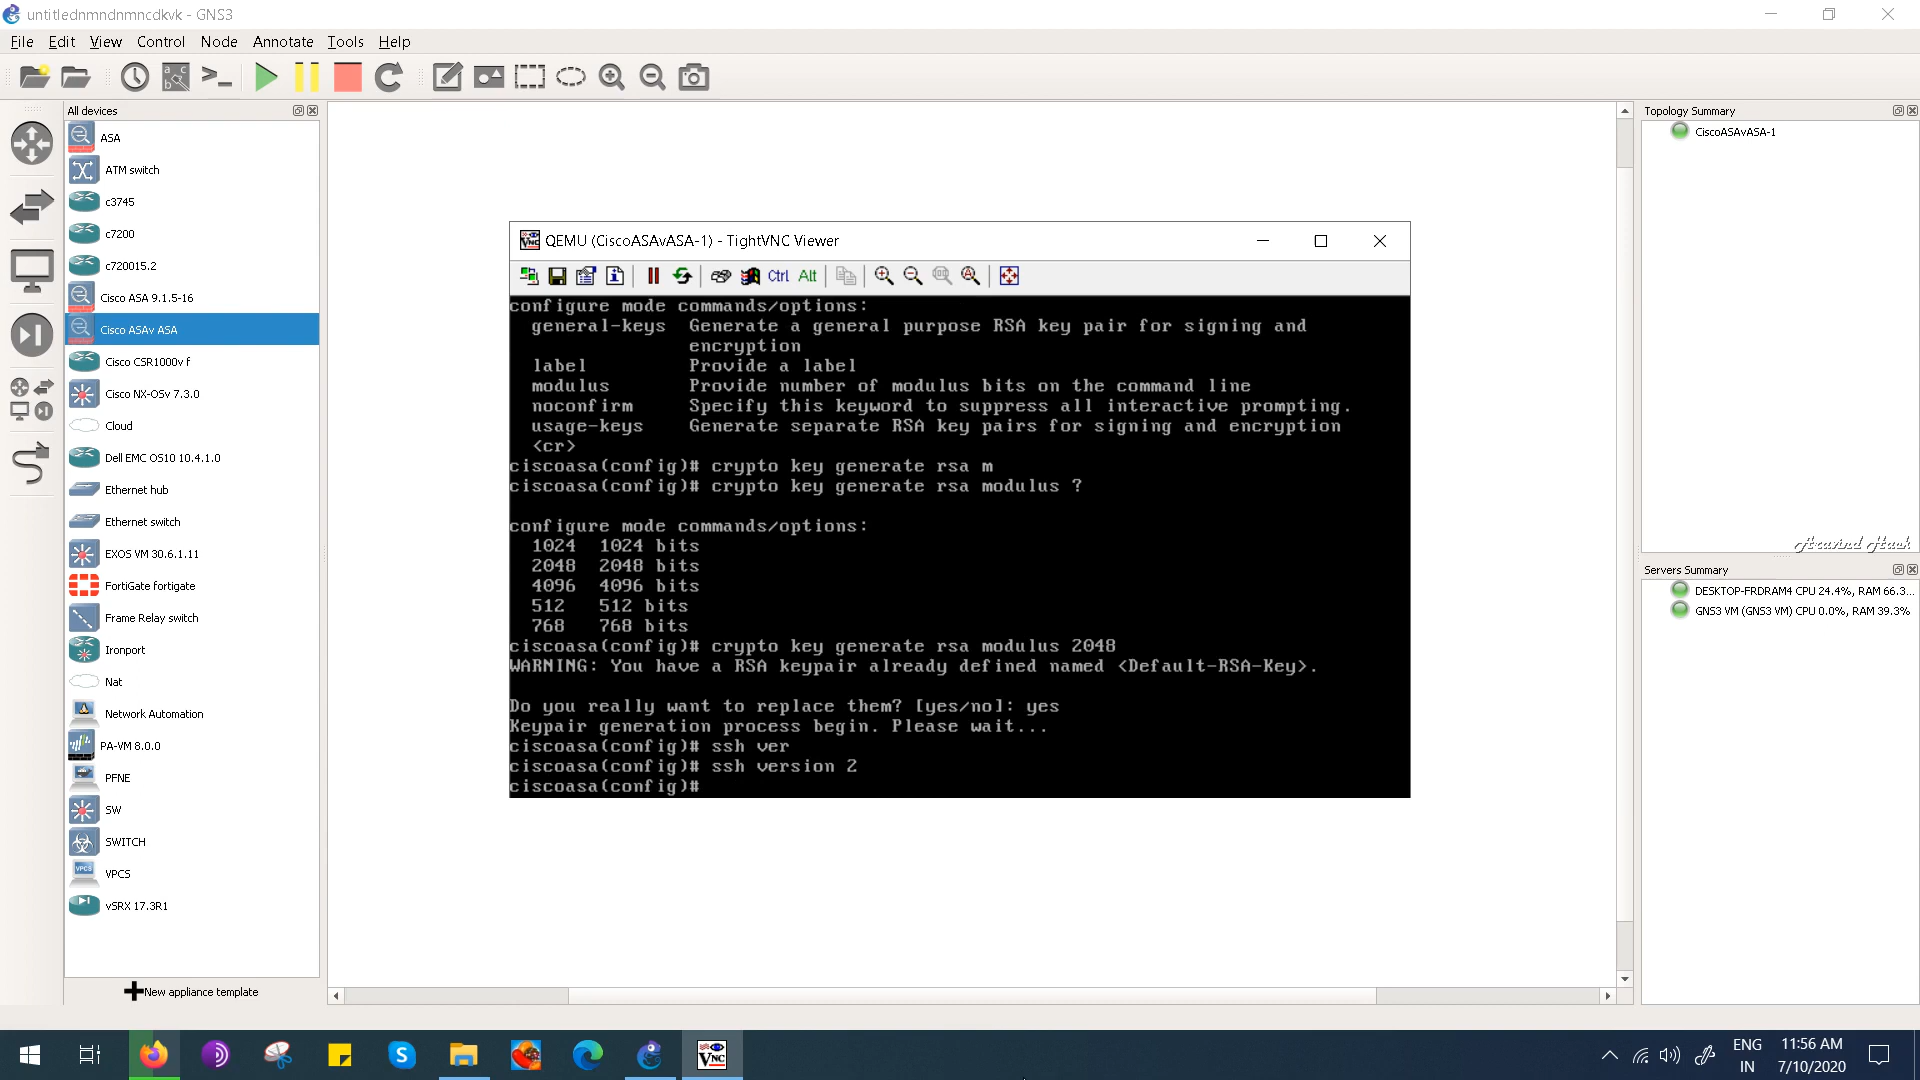 untitlednmndnmncdkvk - GNS3
File Edit View Control Node Annotate Tools Help
All devices
ASA
ATM switch
c3745
c7200
c720015.2
Cisco ASA 9.1.5-16
Cisco ASAv ASA
Cisco CSR1000v f
Cisco NX-OSv 7.3.0
Cloud
Dell EMC OS10 10.4.1.0
Ethernet hub
Ethernet switch
EXOS VM 30.6.1.11
FortiGate fortigate
Frame Relay switch
Ironport
Nat
Network Automation
PA-VM 8.0.0
PFNE
SW
SWITCH
VPCS
vSRX 17.3R1
New appliance template
QEMU (CiscoASAvASA-1) - TightVNC Viewer
Ctrl Alt
configure mode commands/options:
general-keys Generate a general purpose RSA key pair for signing and
encryption
label Provide a label
modulus Provide number of modulus bits on the command line
noconfirm Specify this keyword to suppress all interactive prompting.
usage-keys Generate separate RSA key pairs for signing and encryption
<cr>
ciscoasa(config)# crypto key generate rsa m
ciscoasa(config)# crypto key generate rsa modulus ?
configure mode commands/options:
1024 1024 bits
2048 2048 bits
4096 4096 bits
512 512 bits
768 768 bits
ciscoasa(config)# crypto key generate rsa modulus 2048
WARNING: You have a RSA keypair already defined named <Default-RSA-Key>.
Do you really want to replace them? [yes/no]: yes
Keypair generation process begin. Please wait...
ciscoasa(config)# ssh ver
ciscoasa(config)# ssh version 2
ciscoasa(config)#
Topology Summary
CiscoASAvASA-1
Aravind Hack
Servers Summary
DESKTOP-FRDRAM4 CPU 24.4%, RAM 66.3...
GNS3 VM (GNS3 VM) CPU 0.0%, RAM 39.3%
ENG
IN
11:56 AM
7/10/2020